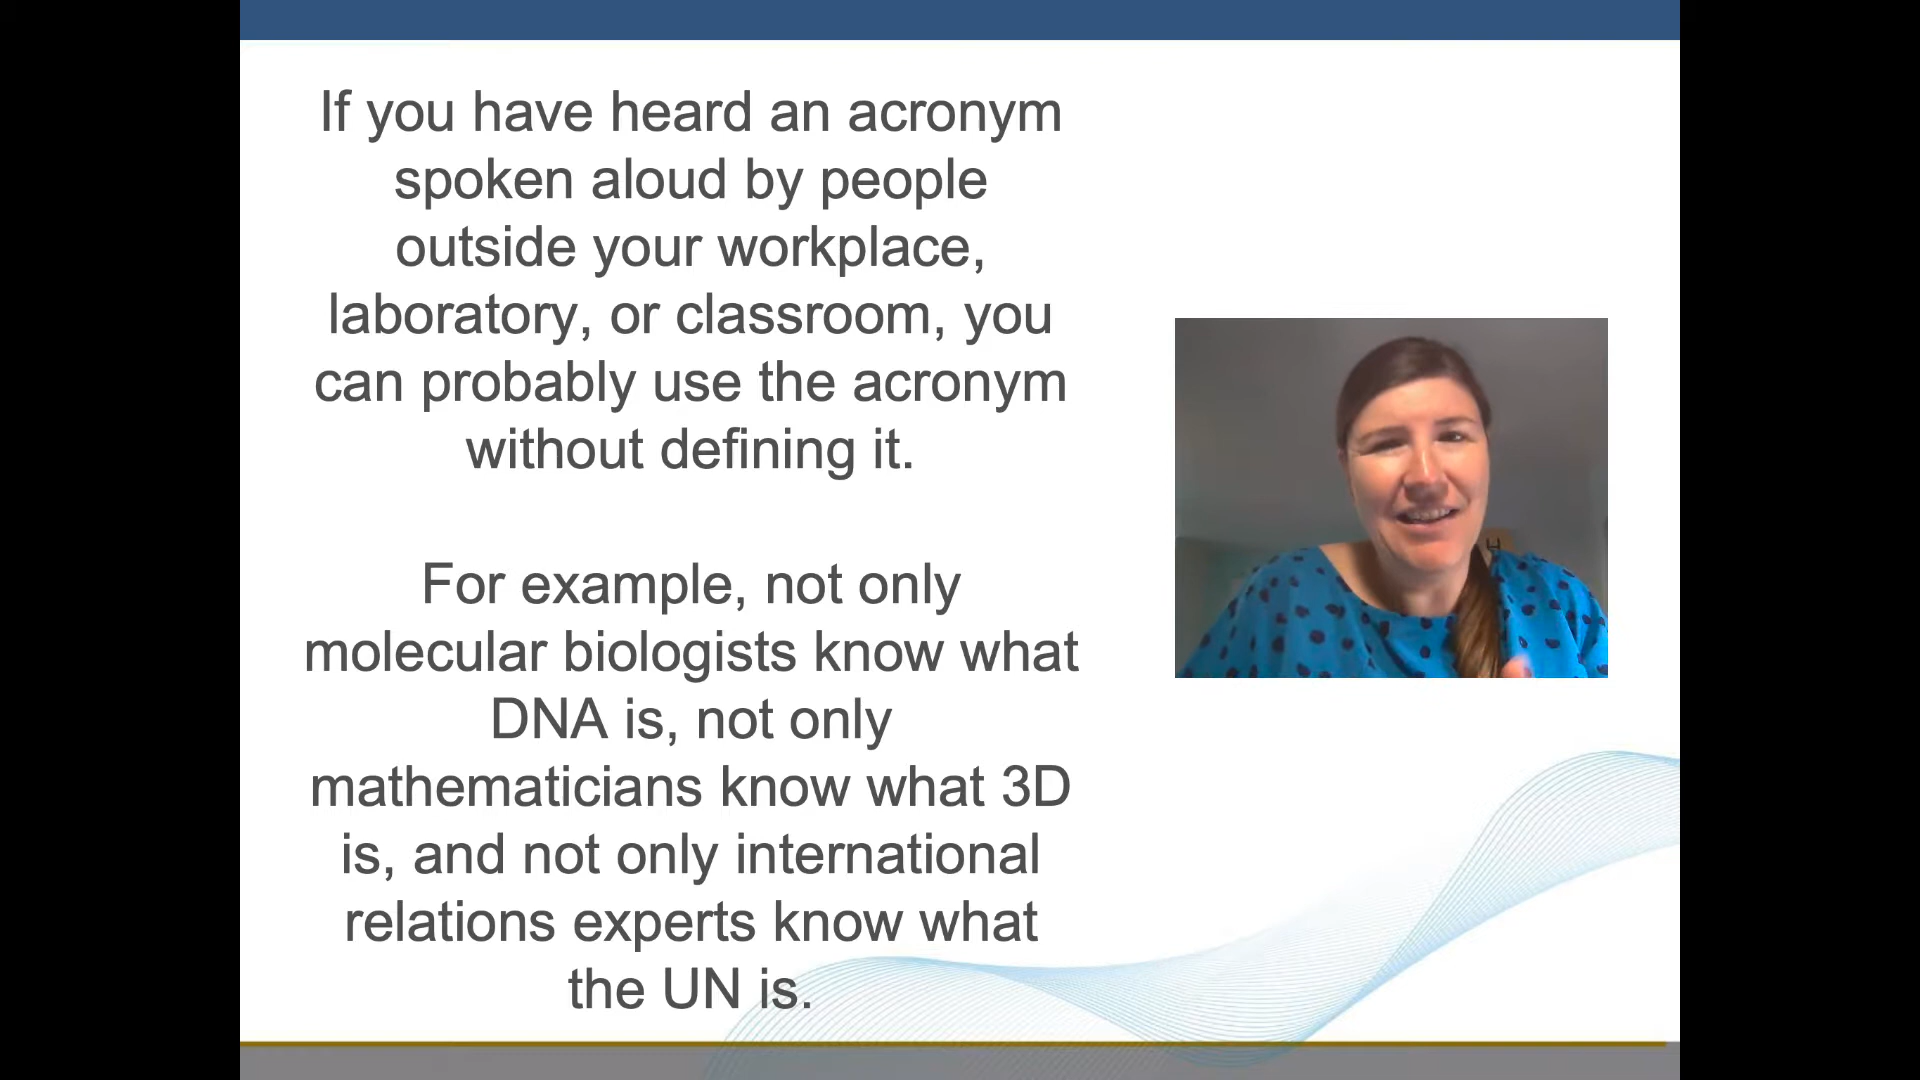 If you have heard an acronym
spoken aloud by people
outside your workplace,
laboratory, or classroom, you
can probably use the acronym
without defining it.
For example, not only
molecular biologists know what
DNA is, not only
mathematicians know what 3D
is, and not only international
relations experts know what
the UN is.